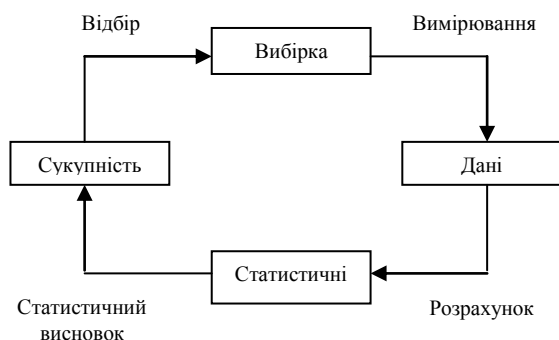 Відбір
Вимірювання
Вибірка
Сукупність
Дані
Статистичні
Статистичний
висновок
Розрахунок